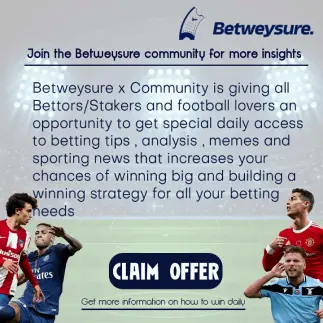 Betweysure.
Join the Betweysure community for more insights
Betweysure x Community is giving all
Bettors/Stakers and football lovers an
opportunity to get special daily access
to betting tips , analysis , memes and
sporting news that increases your
chances of winning big and building a
winning strategy for all your betting
needs
CLAIM OFFER
Get more information on how to win daily